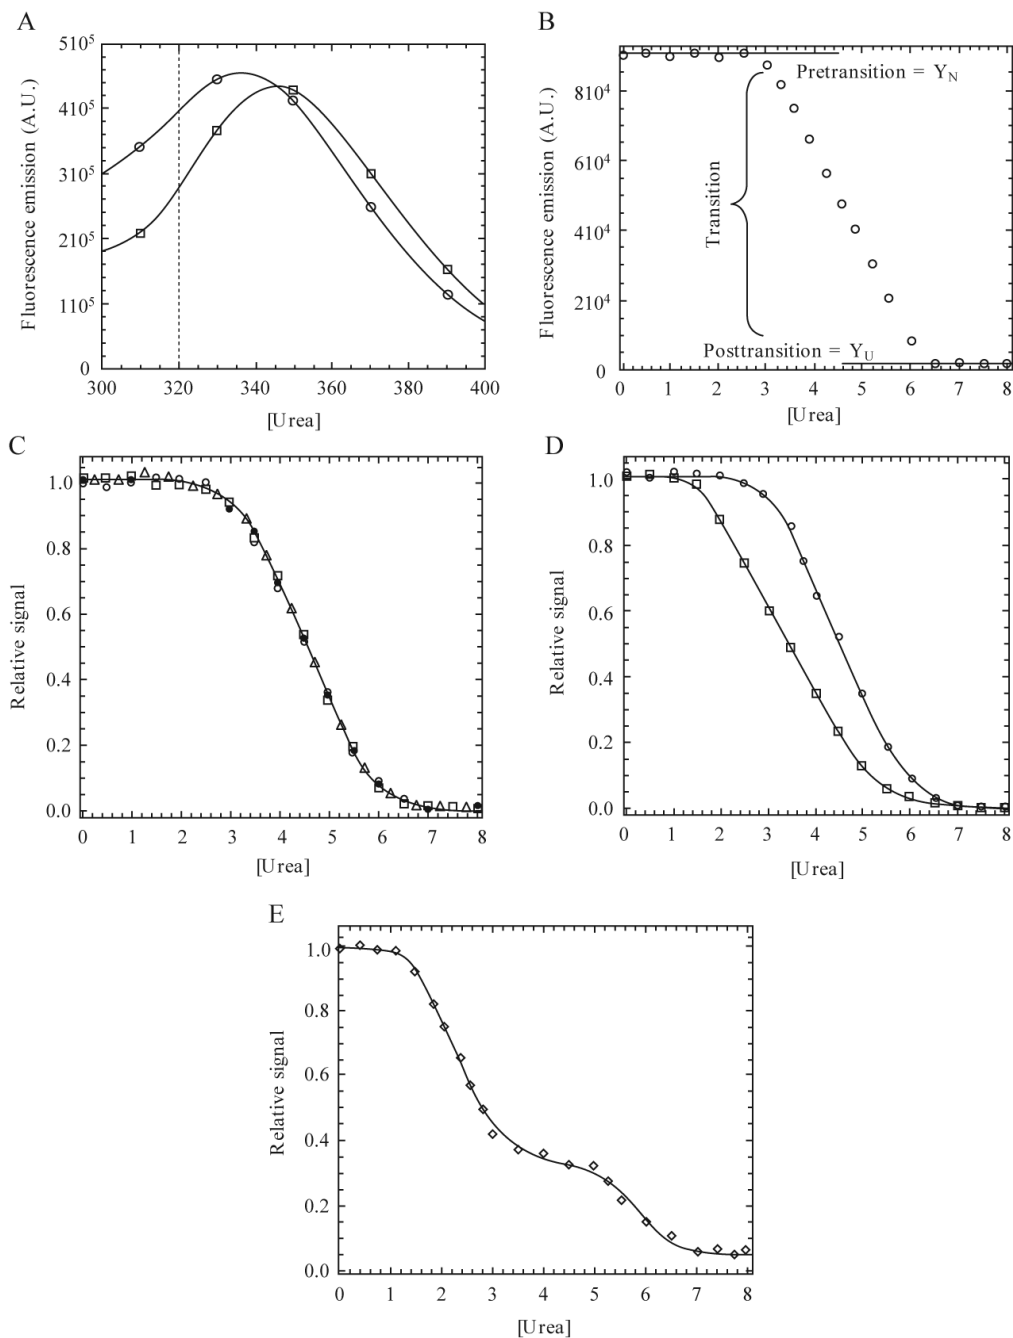 A
510⁵
410⁵
310⁵
210⁵
110⁵
0
300 320 340 360 380 400
Fluorescence emission (A.U.)
[Urea]
B
810⁴
610⁴
410⁴
210⁴
0
0 1 2 3 4 5 6 7 8
Fluorescence emission (A.U.)
Pretransition = Y_N
Transition
Posttransition = Y_U
[Urea]
C
1.0
0.8
0.6
0.4
0.2
0.0
0 1 2 3 4 5 6 7 8
Relative signal
[Urea]
D
1.0
0.8
0.6
0.4
0.2
0.0
0 1 2 3 4 5 6 7 8
Relative signal
[Urea]
E
1.0
0.8
0.6
0.4
0.2
0.0
0 1 2 3 4 5 6 7 8
Relative signal
[Urea]